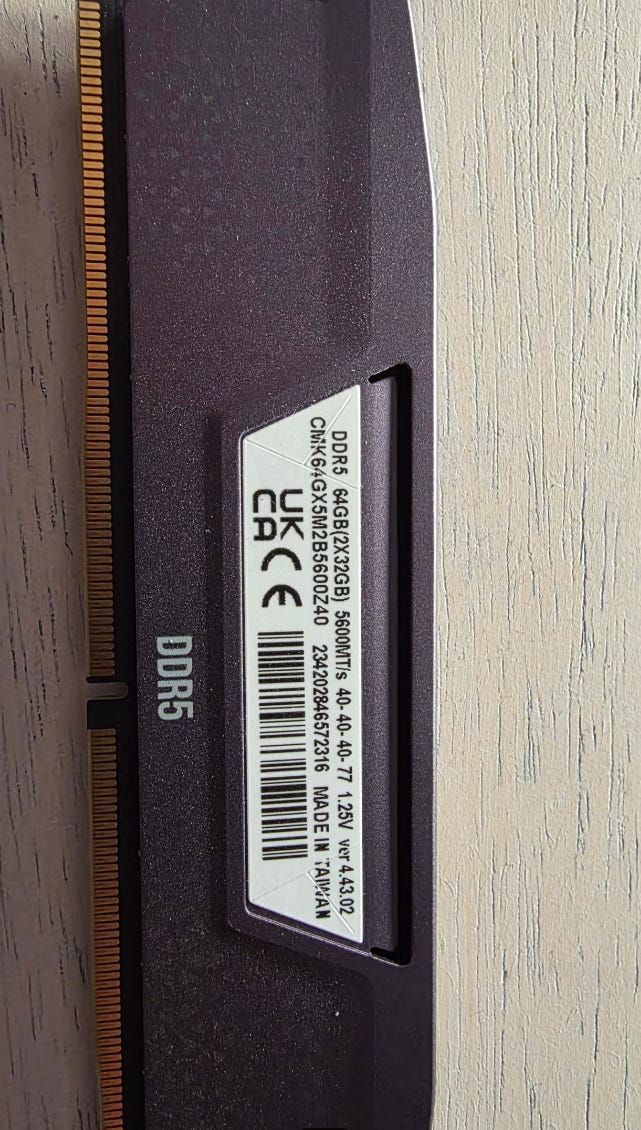 DDR5 64GB(2X32GB) 5600MT/s 40-40-40-77 1.25V ver 4.43.02
CMK64GX5M2B5600Z40 234202846572316 MADE IN TAIWAN
UK
CA CE
DDR5